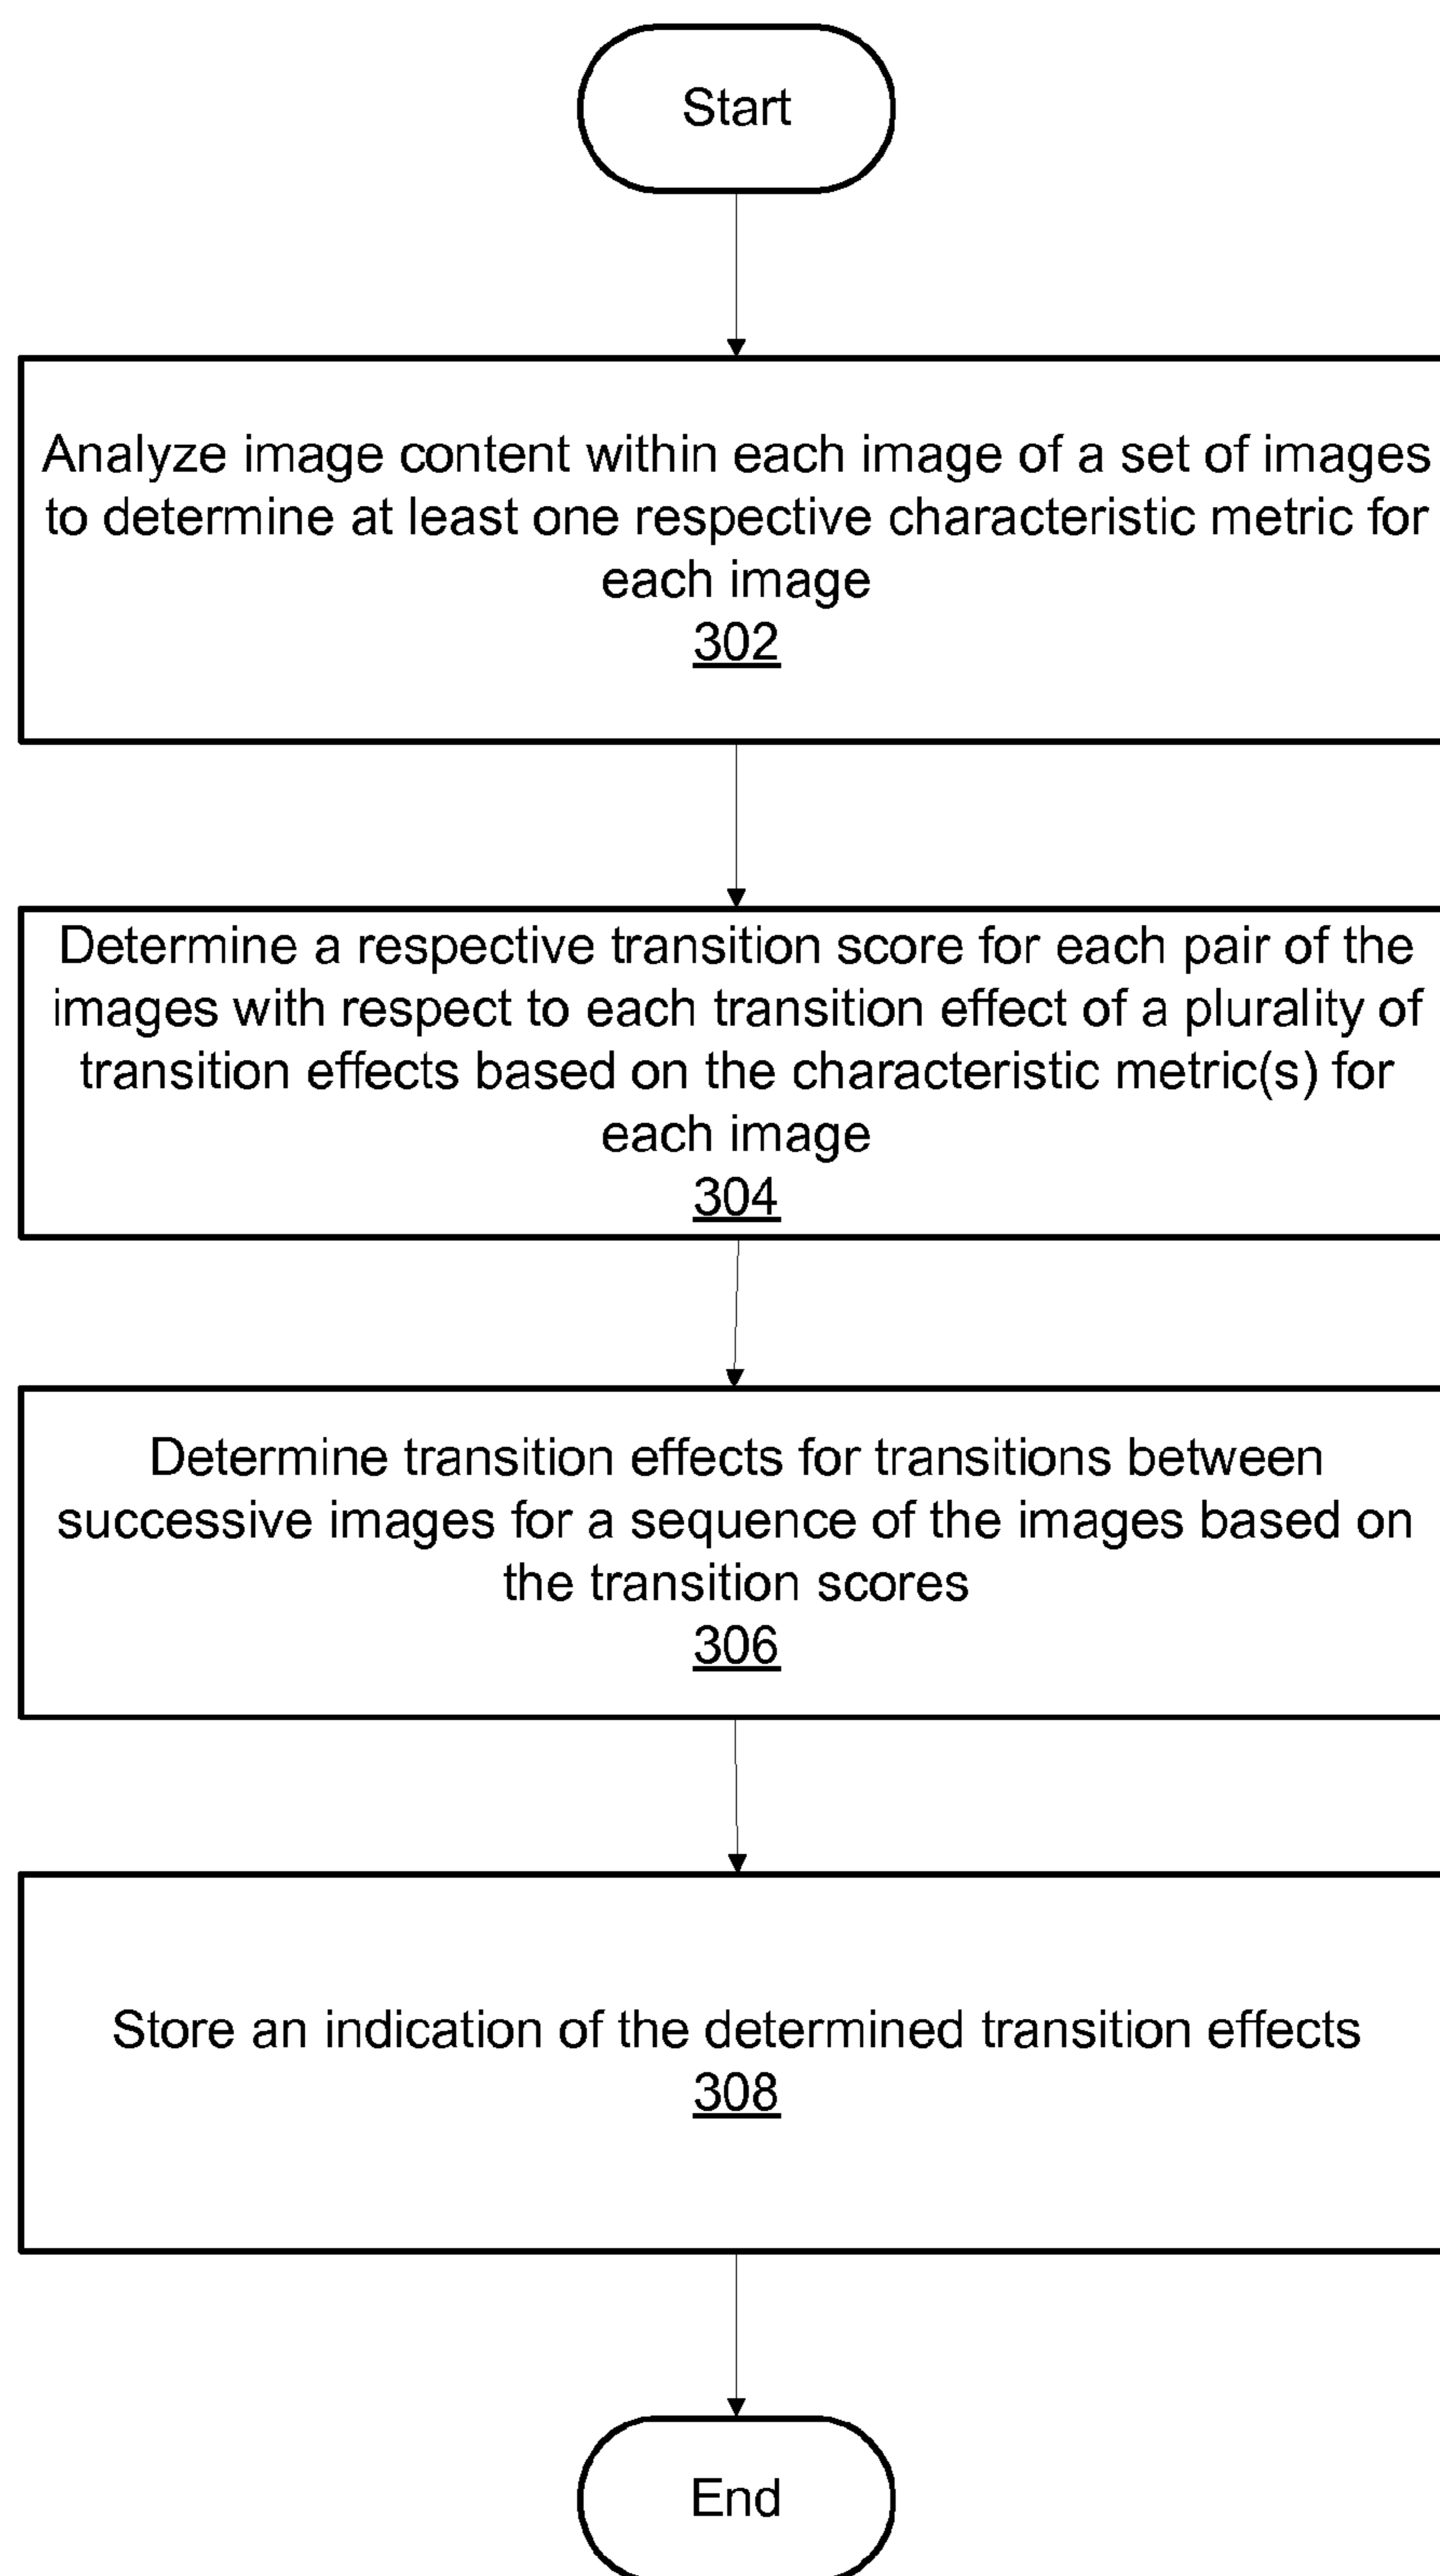 Start
Analyze image content within each image of a set of images
to determine at least one respective characteristic metric for
each image
302
Determine a respective transition score for each pair of the
images with respect to each transition effect of a plurality of
transition effects based on the characteristic metric(s) for
each image
304
Determine transition effects for transitions between
successive images for a sequence of the images based on
the transition scores
306
Store an indication of the determined transition effects
308
End